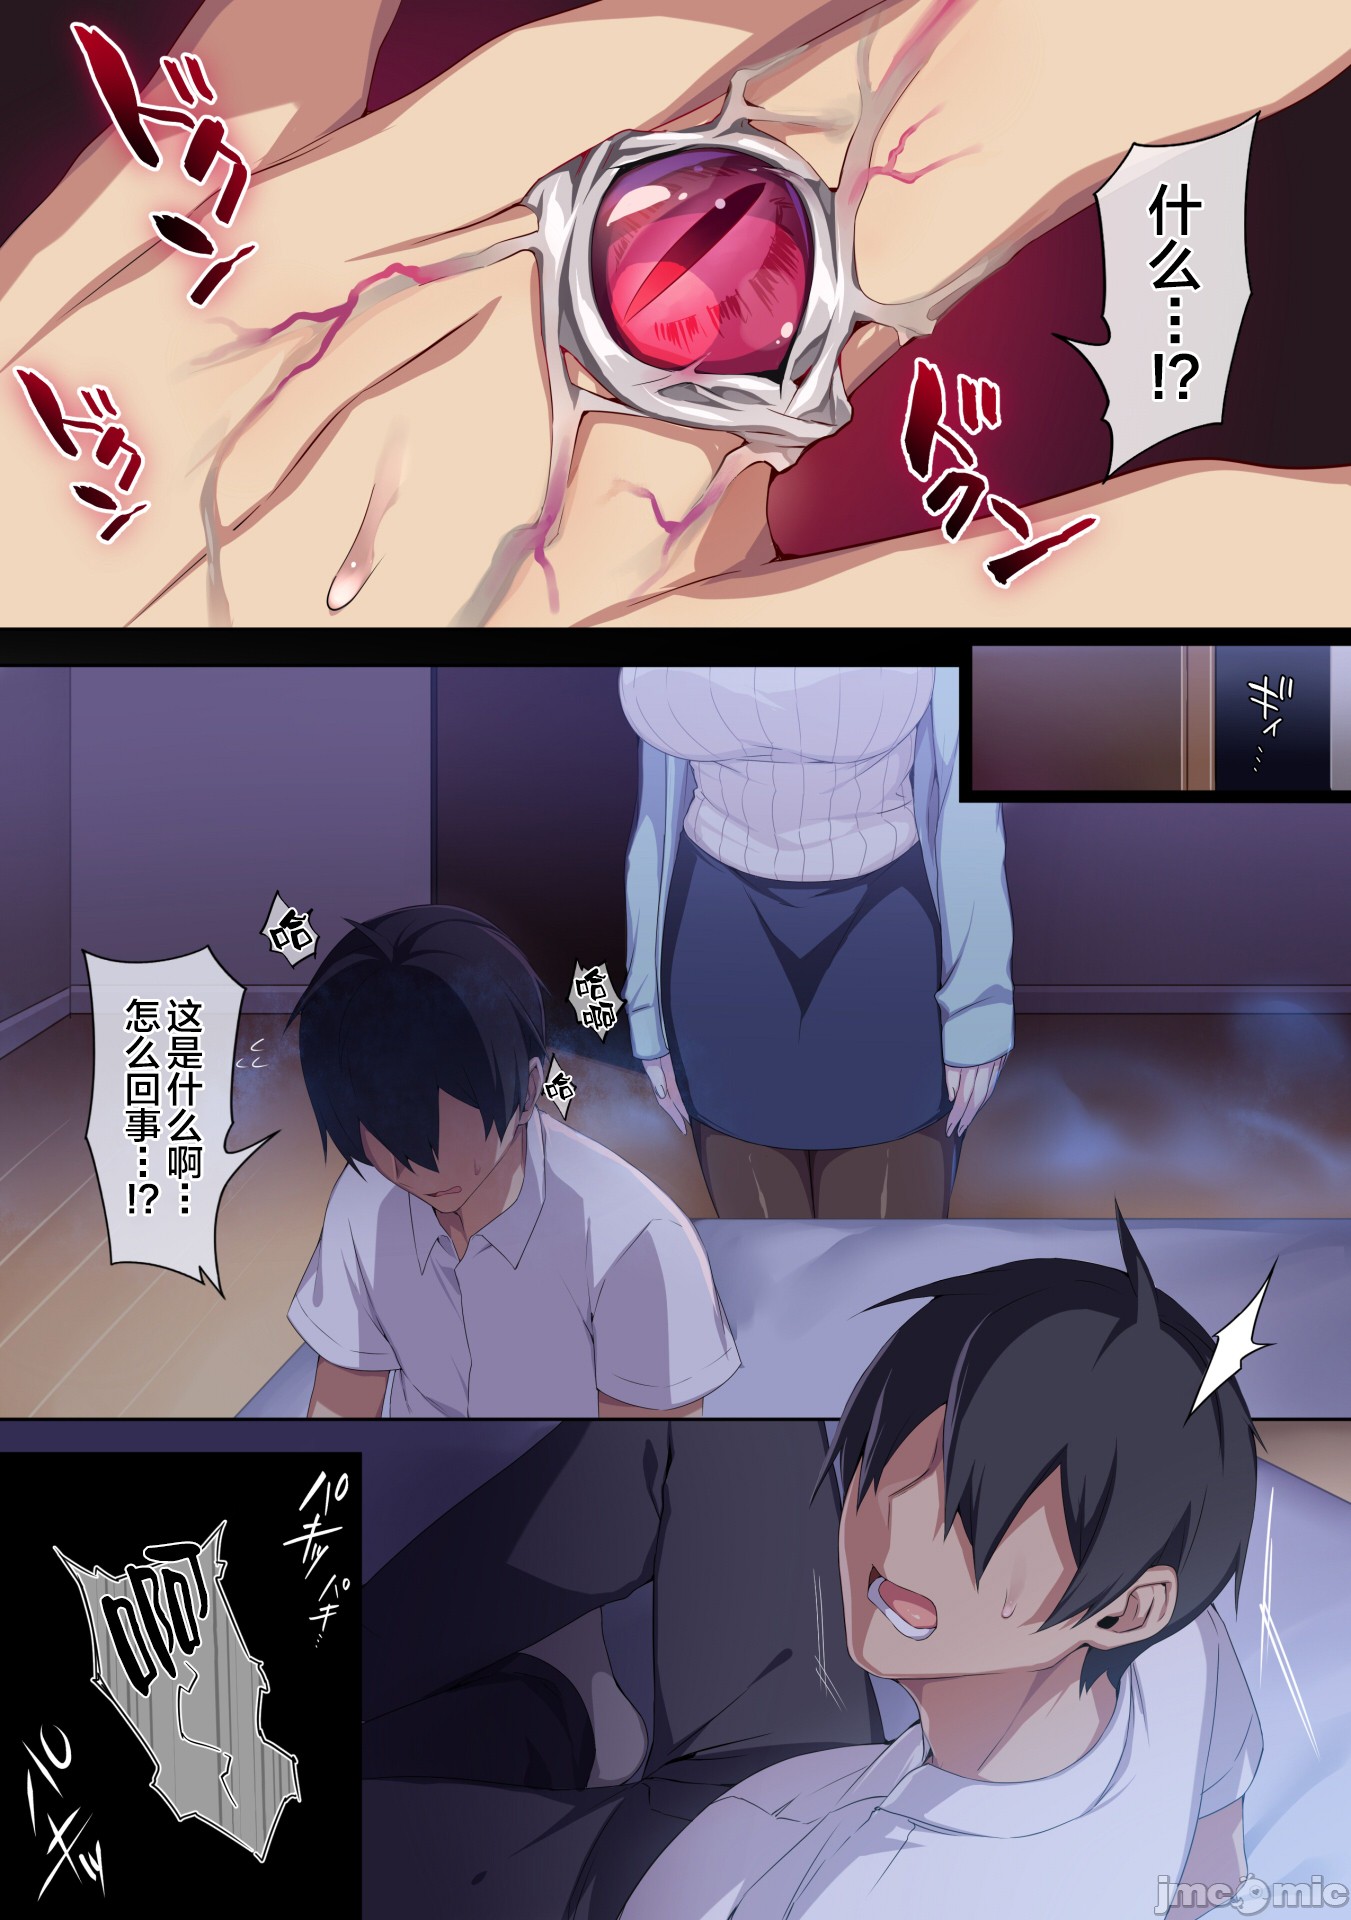 什么…!?
ドクン
ドクン
ドクン
ギィ…
哈
哈啊
哈
这是什么啊…
怎么回事…!?
パキッ
パキ…
啊
パキッ
jmcomic